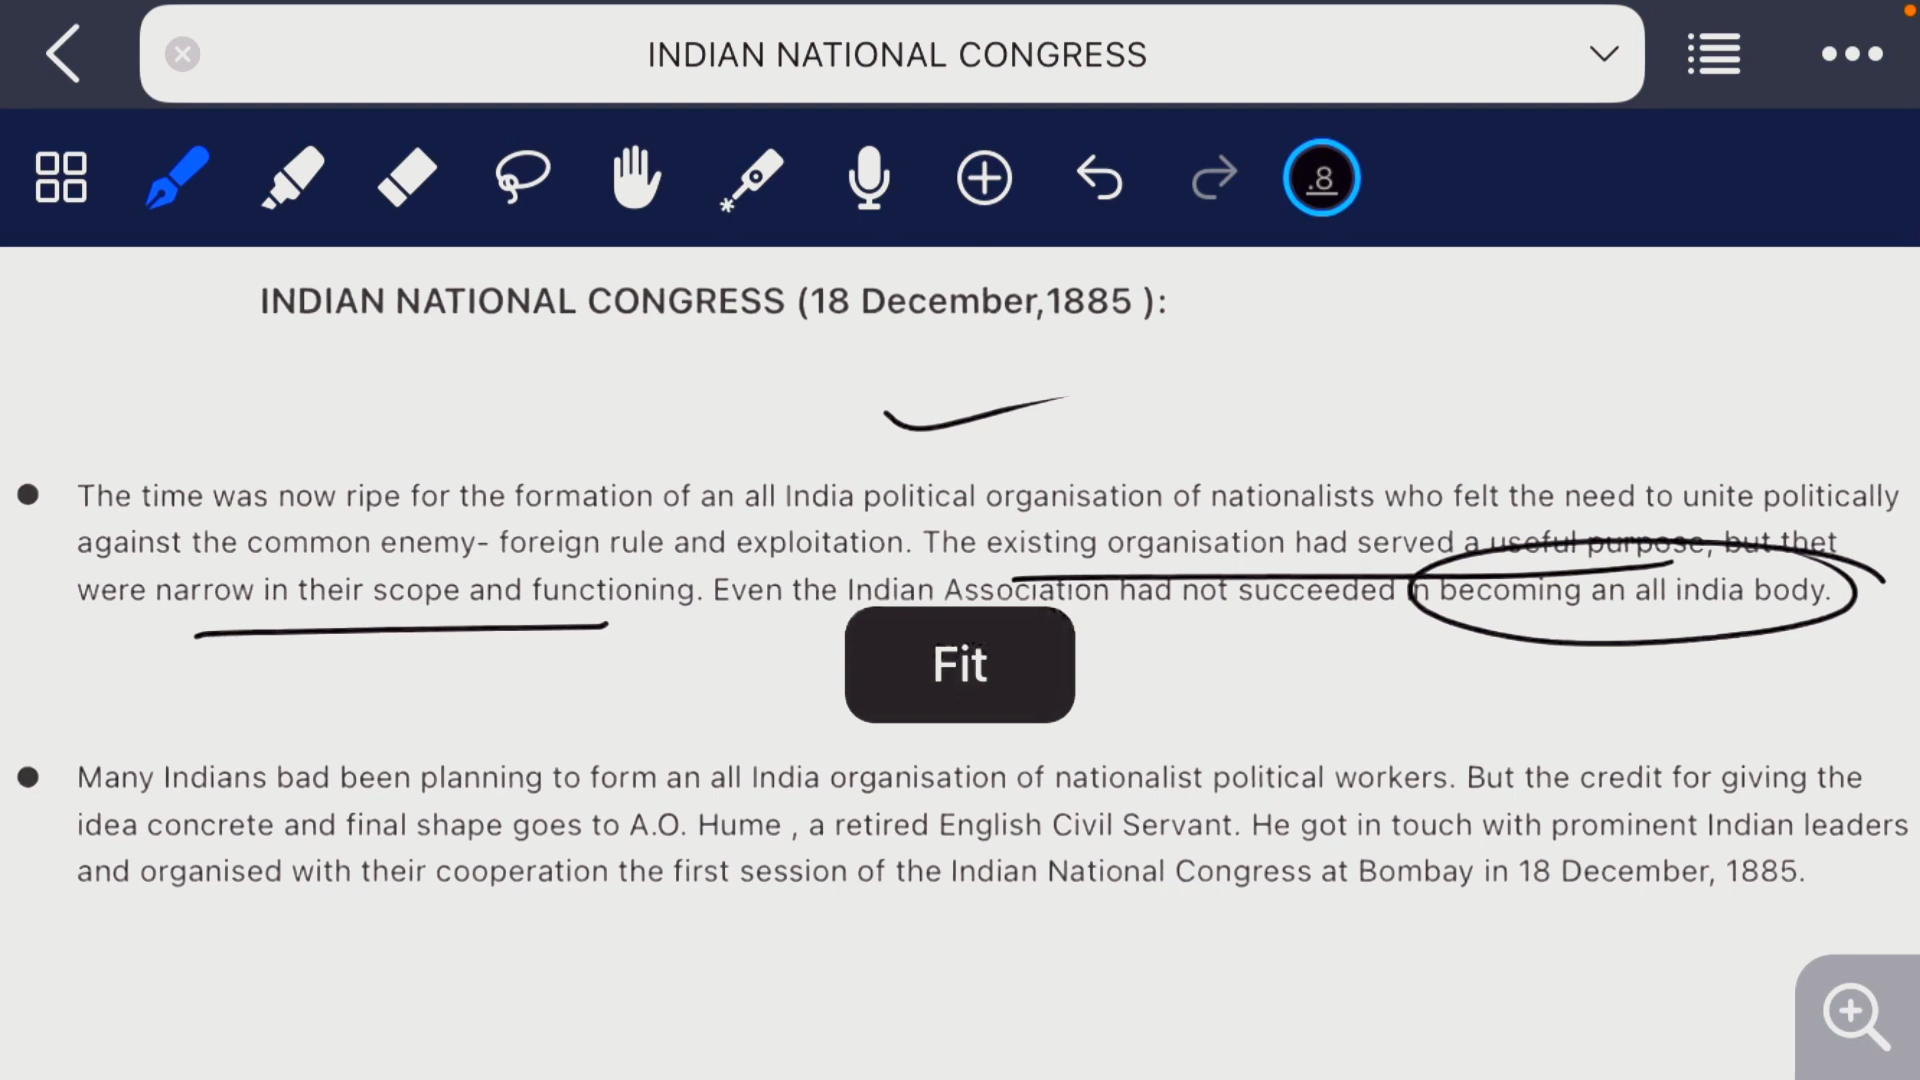 INDIAN NATIONAL CONGRESS
.8
INDIAN NATIONAL CONGRESS (18 December,1885 ):
The time was now ripe for the formation of an all India political organisation of nationalists who felt the need to unite politically
against the common enemy- foreign rule and exploitation. The existing organisation had served a useful purpose, but thet
were narrow in their scope and functioning. Even the Indian Association had not succeeded in becoming an all india body.
Fit
Many Indians bad been planning to form an all India organisation of nationalist political workers. But the credit for giving the
idea concrete and final shape goes to A.O. Hume , a retired English Civil Servant. He got in touch with prominent Indian leaders
and organised with their cooperation the first session of the Indian National Congress at Bombay in 18 December, 1885.